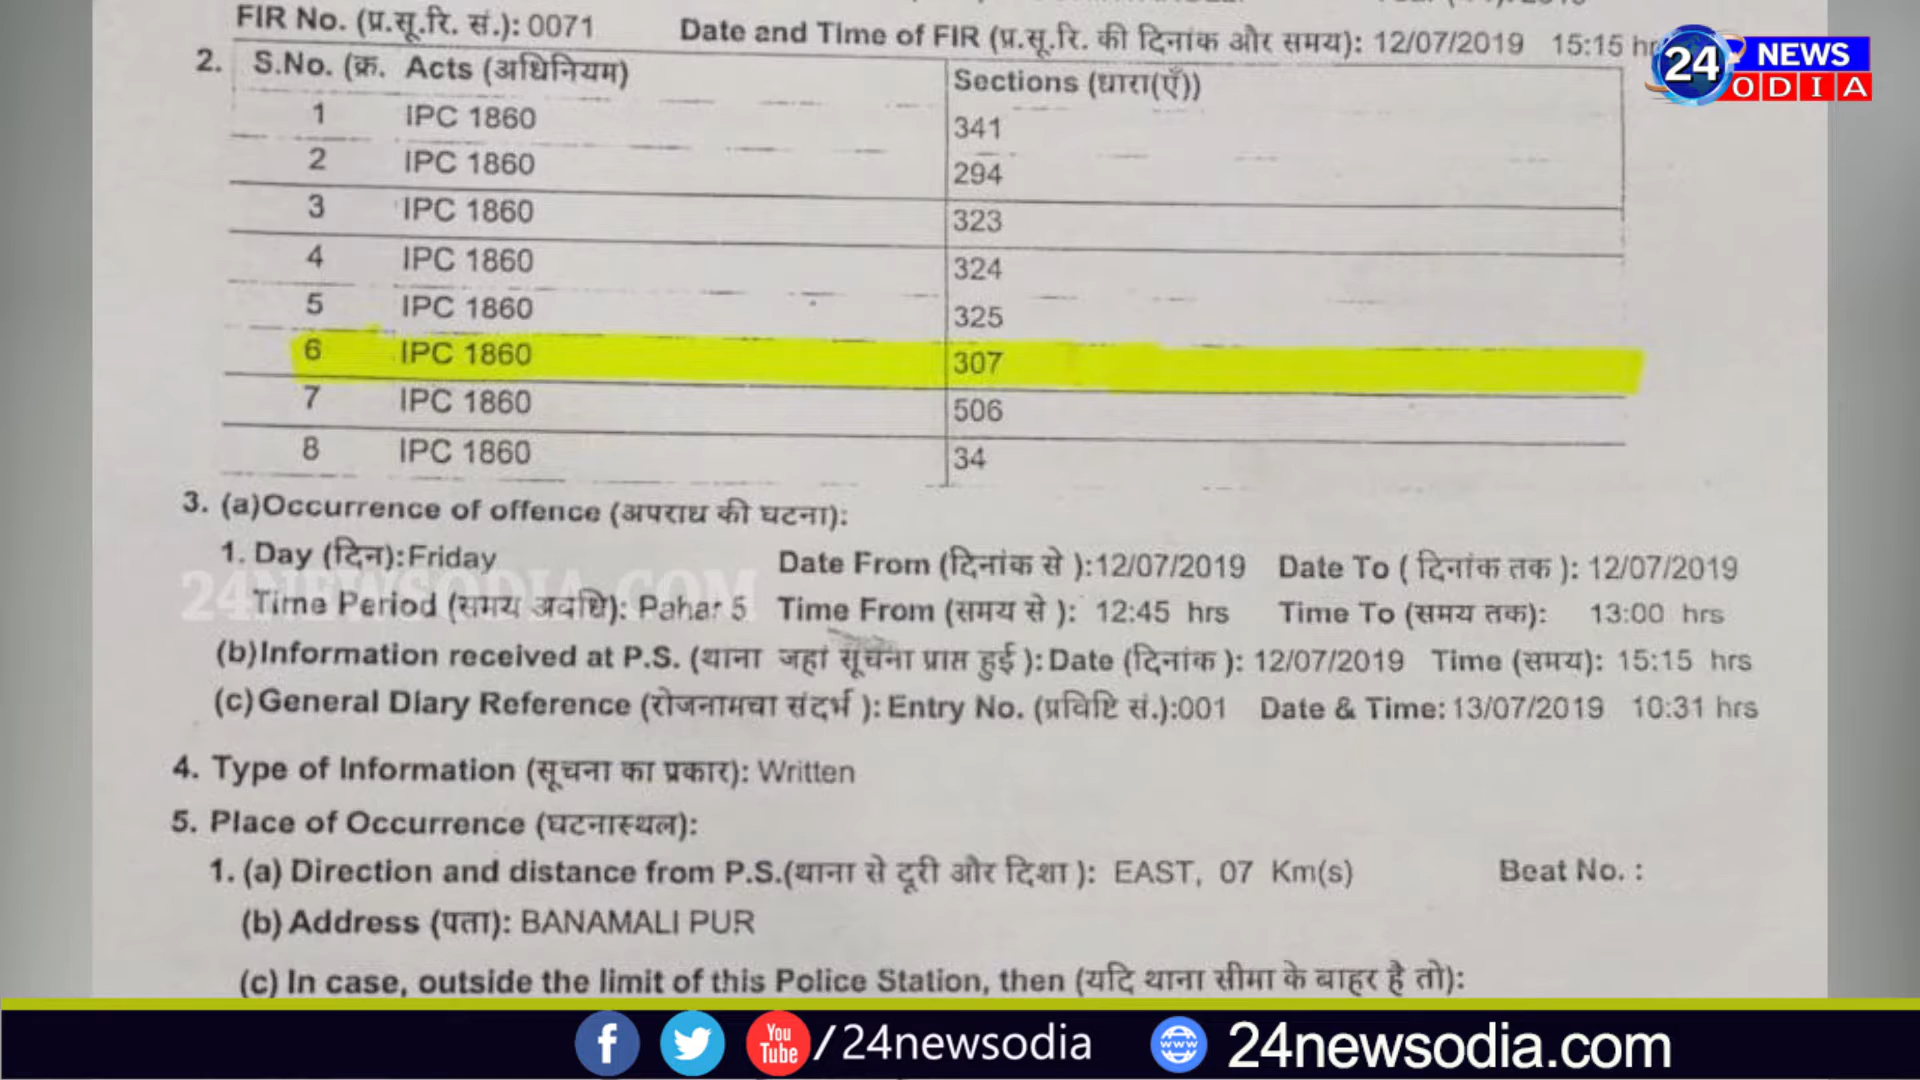 FIR No. (प्र.सू.रि. सं.): 0071 Date and Time of FIR (प्र.सू.रि. की दिनांक और समय): 12/07/2019 15:15
24 NEWS
ODIA
2. S.No. (क्र. Acts (अधिनियम) Sections (धारा(एँ))
1 IPC 1860 341
2 IPC 1860 294
3 IPC 1860 323
4 IPC 1860 324
5 IPC 1860 325
6 IPC 1860 307
7 IPC 1860 506
8 IPC 1860 34
3. (a)Occurrence of offence (अपराध की घटना):
1. Day (दिन):Friday Date From (दिनांक से ):12/07/2019 Date To ( दिनांक तक ): 12/07/2019
24NEWSODIA.COM
Time Period (समय अवधि): Pahar 5 Time From (समय से ): 12:45 hrs Time To (समय तक): 13:00 hrs
(b)Information received at P.S. (थाना जहां सूचना प्राप्त हुई ):Date (दिनांक ): 12/07/2019 Time (समय): 15:15 hrs
(c)General Diary Reference (रोजनामचा संदर्भ ): Entry No. (प्रविष्टि सं.):001 Date & Time: 13/07/2019 10:31 hrs
4. Type of Information (सूचना का प्रकार): Written
5. Place of Occurrence (घटनास्थल):
1. (a) Direction and distance from P.S.(थाना से दूरी और दिशा ): EAST, 07 Km(s) Beat No. :
(b) Address (पता): BANAMALI PUR
(c) In case, outside the limit of this Police Station, then (यदि थाना सीमा के बाहर है तो):
f You Tube /24newsodia www 24newsodia.com